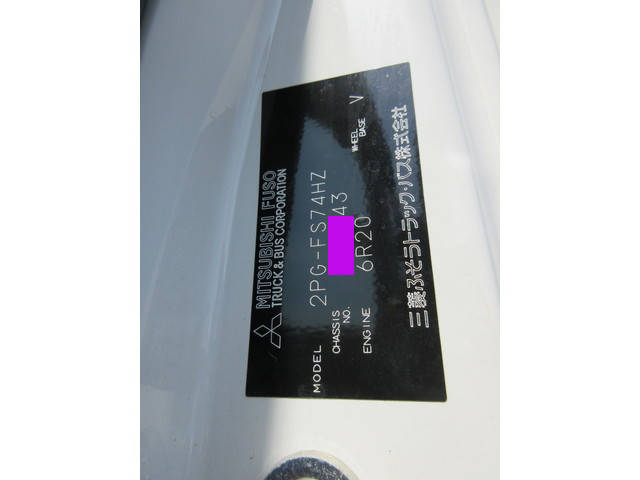 MITSUBISHI FUSO
TRUCK & BUS CORPORATION
MODEL 2PG-FS74HZ
CHASSIS NO. 43
ENGINE 6R20 WHEEL BASE V
三菱ふそうトラック・バス株式会社